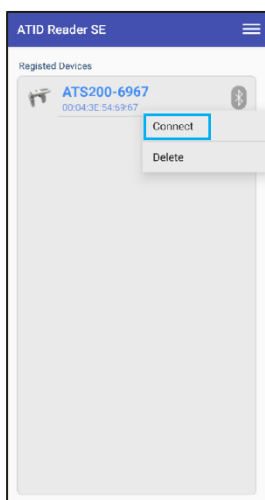 ATID Reader SE
Registed Devices
ATS200-6967
00:04:3E:54:69:67
Connect
Delete